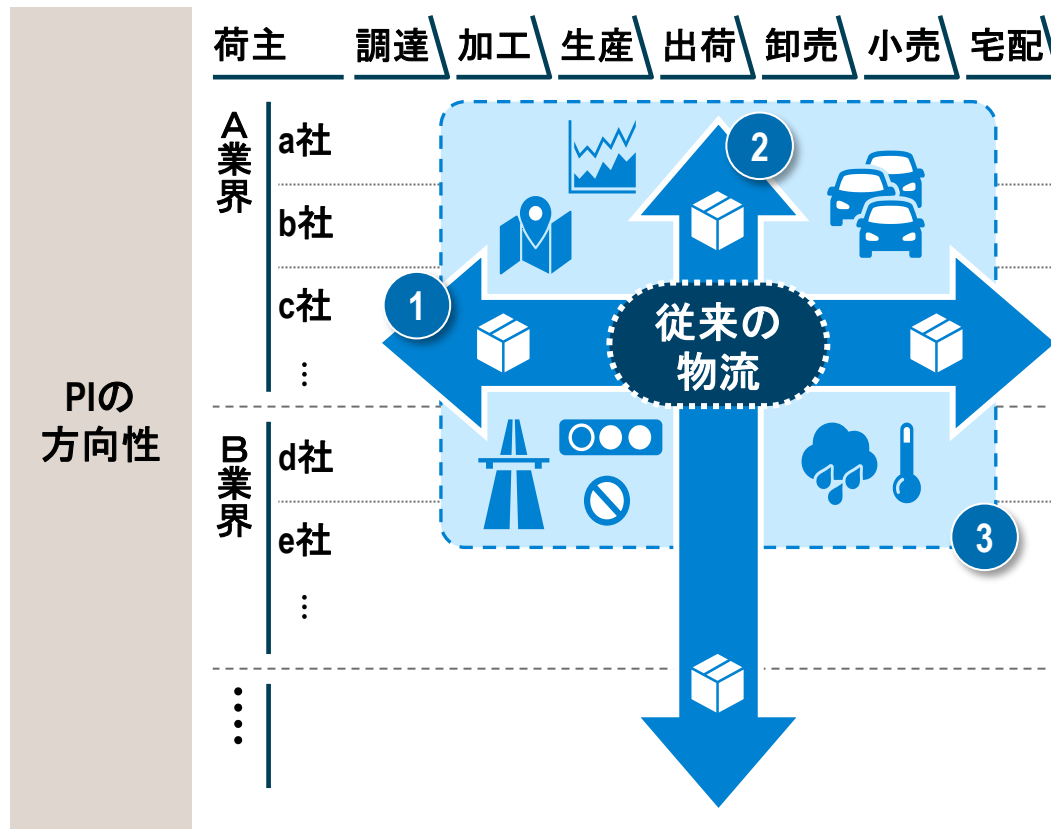 荷主 調達 加工 生産 出荷 卸売 小売 宅配
PIの
方向性
A業界
a社
b社
c社
⋮
B業界
d社
e社
⋮
⋮
1
2
3
従来の
物流